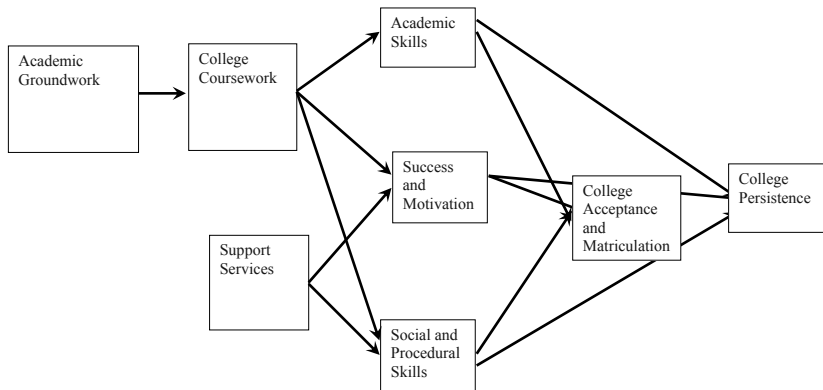 Academic
Skills
Academic
Groundwork
College
Coursework
Success
and
Motivation
College
Acceptance
and
Matriculation
College
Persistence
Support
Services
Social and
Procedural
Skills